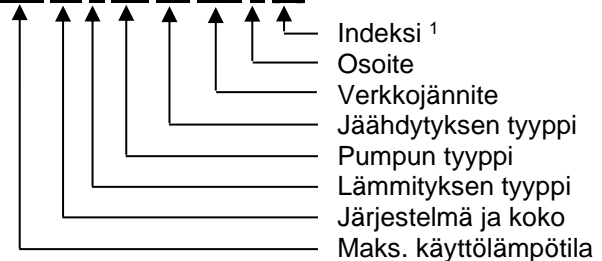 Indeksi ¹
Osoite
Verkkojännite
Jäähdytyksen tyyppi
Pumpun tyyppi
Lämmityksen tyyppi
Järjestelmä ja koko
Maks. käyttölämpötila